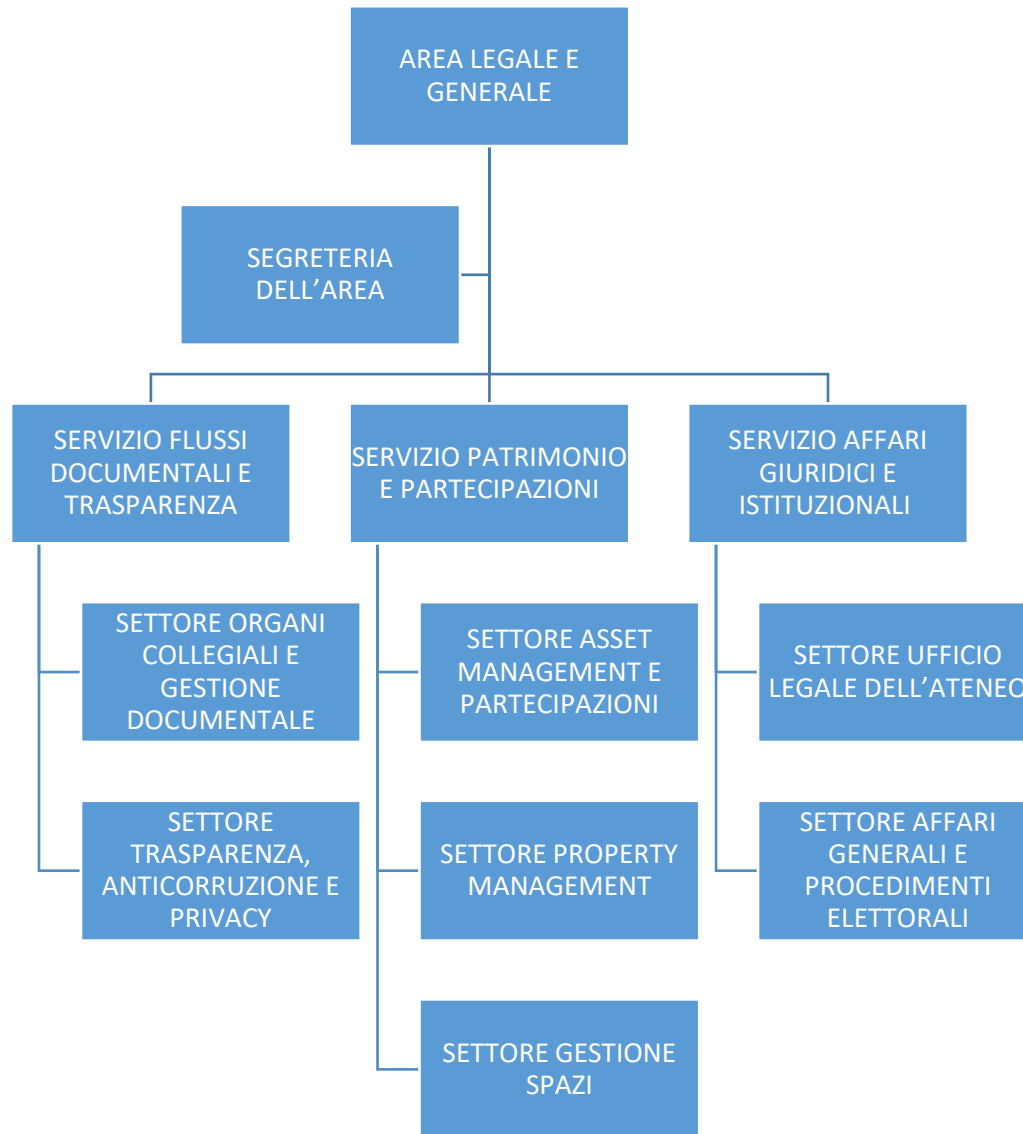 AREA LEGALE E
GENERALE
SEGRETERIA
DELL’AREA
SERVIZIO FLUSSI
DOCUMENTALI E
TRASPARENZA
SERVIZIO PATRIMONIO
E PARTECIPAZIONI
SERVIZIO AFFARI
GIURIDICI E
ISTITUZIONALI
SETTORE ORGANI
COLLEGIALI E
GESTIONE
DOCUMENTALE
SETTORE ASSET
MANAGEMENT E
PARTECIPAZIONI
SETTORE UFFICIO
LEGALE DELL’ATENEO
SETTORE
TRASPARENZA,
ANTICORRUZIONE E
PRIVACY
SETTORE PROPERTY
MANAGEMENT
SETTORE AFFARI
GENERALI E
PROCEDIMENTI
ELETTORALI
SETTORE GESTIONE
SPAZI